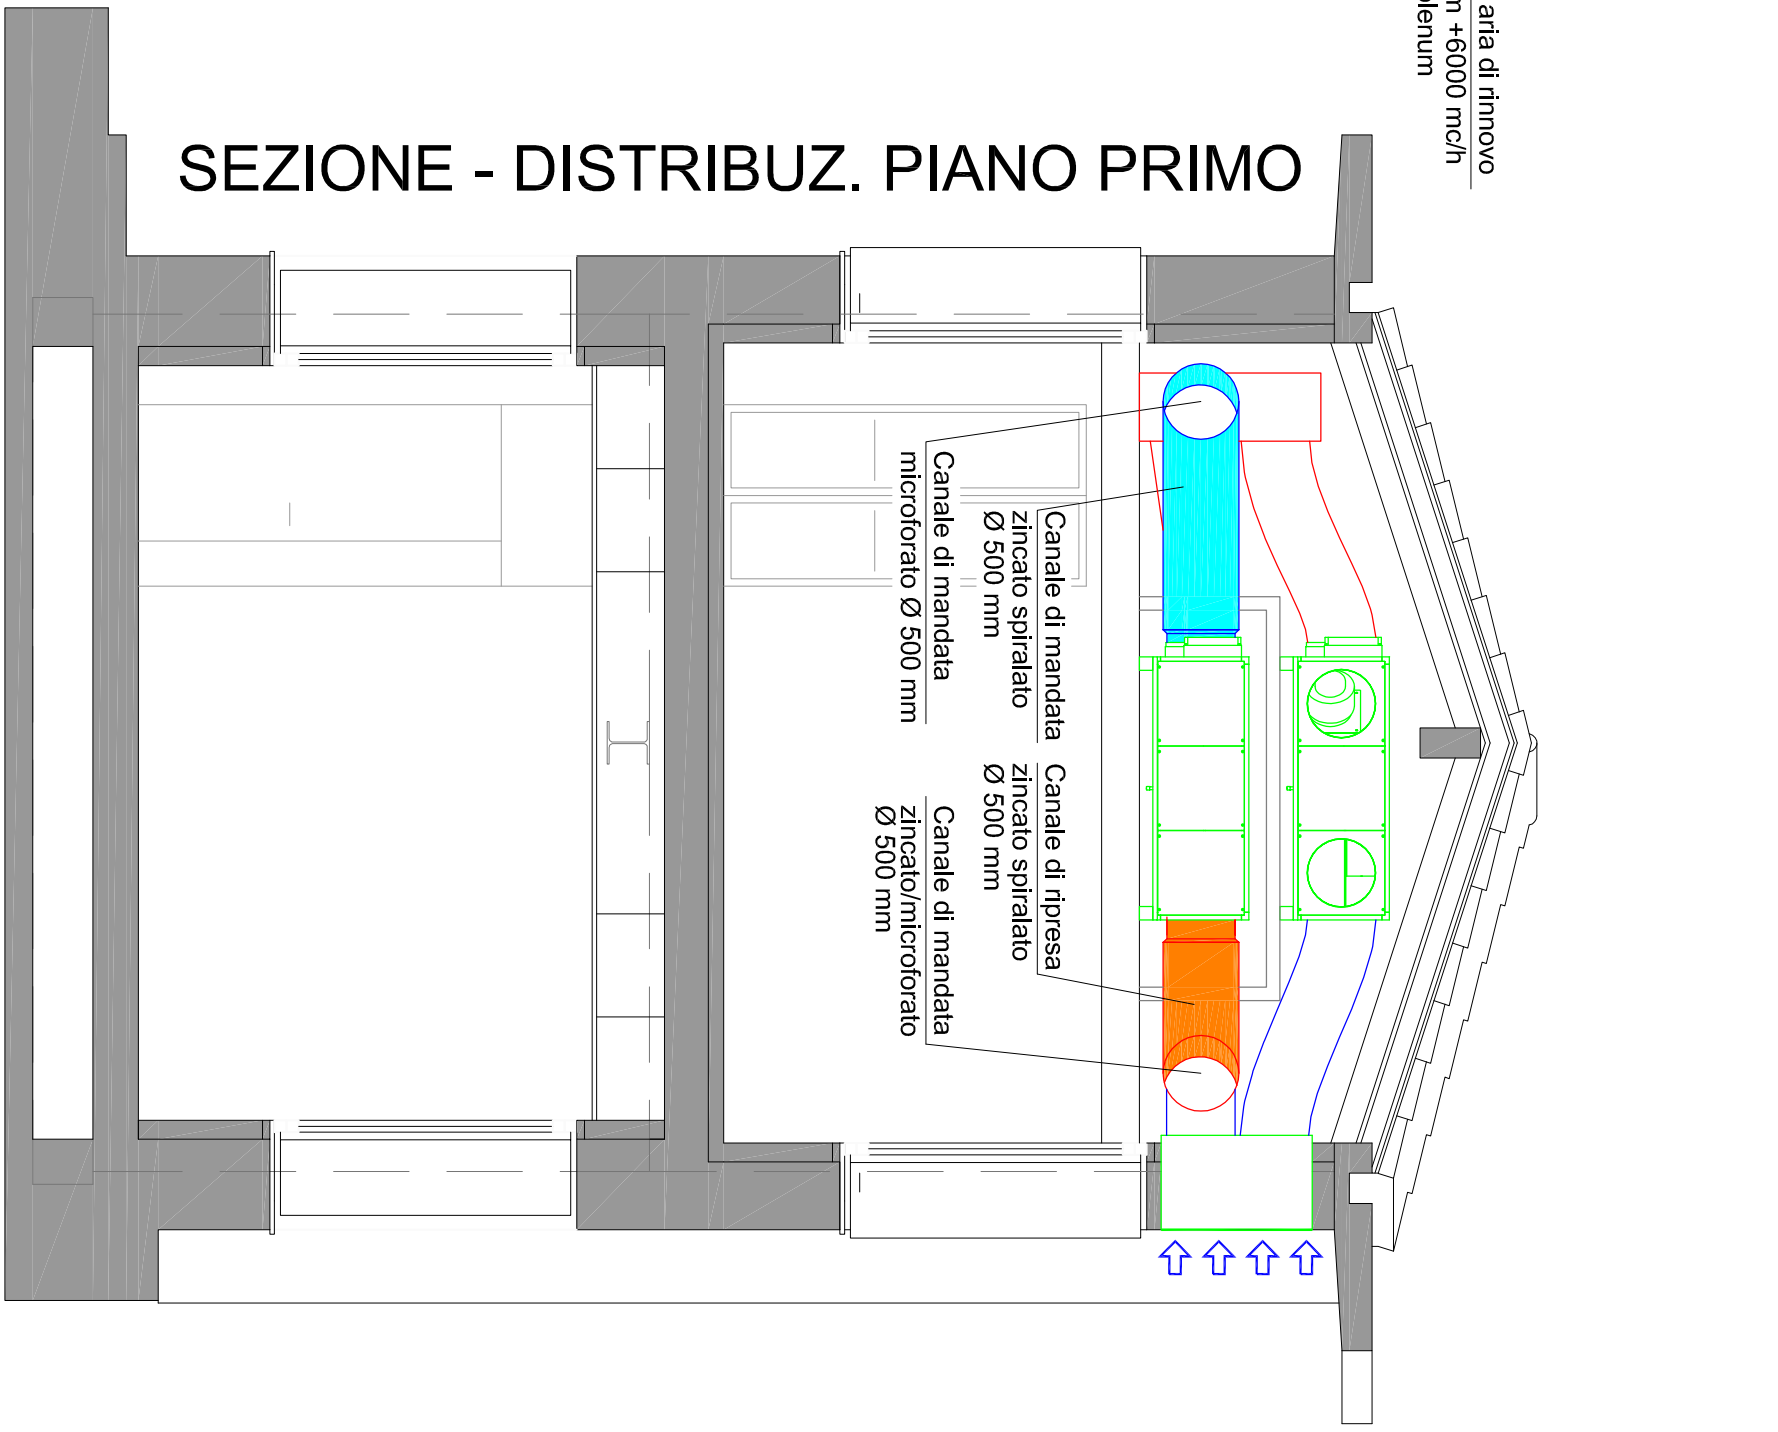 aria di rinnovo
+6000 mc/h
plenum
SEZIONE - DISTRIBUZ. PIANO PRIMO
Canale di mandata
zincato spiralato
Ø 500 mm
Canale di ripresa
zincato spiralato
Ø 500 mm
Canale di mandata
microforato Ø 500 mm
Canale di mandata
zincato/microforato
Ø 500 mm